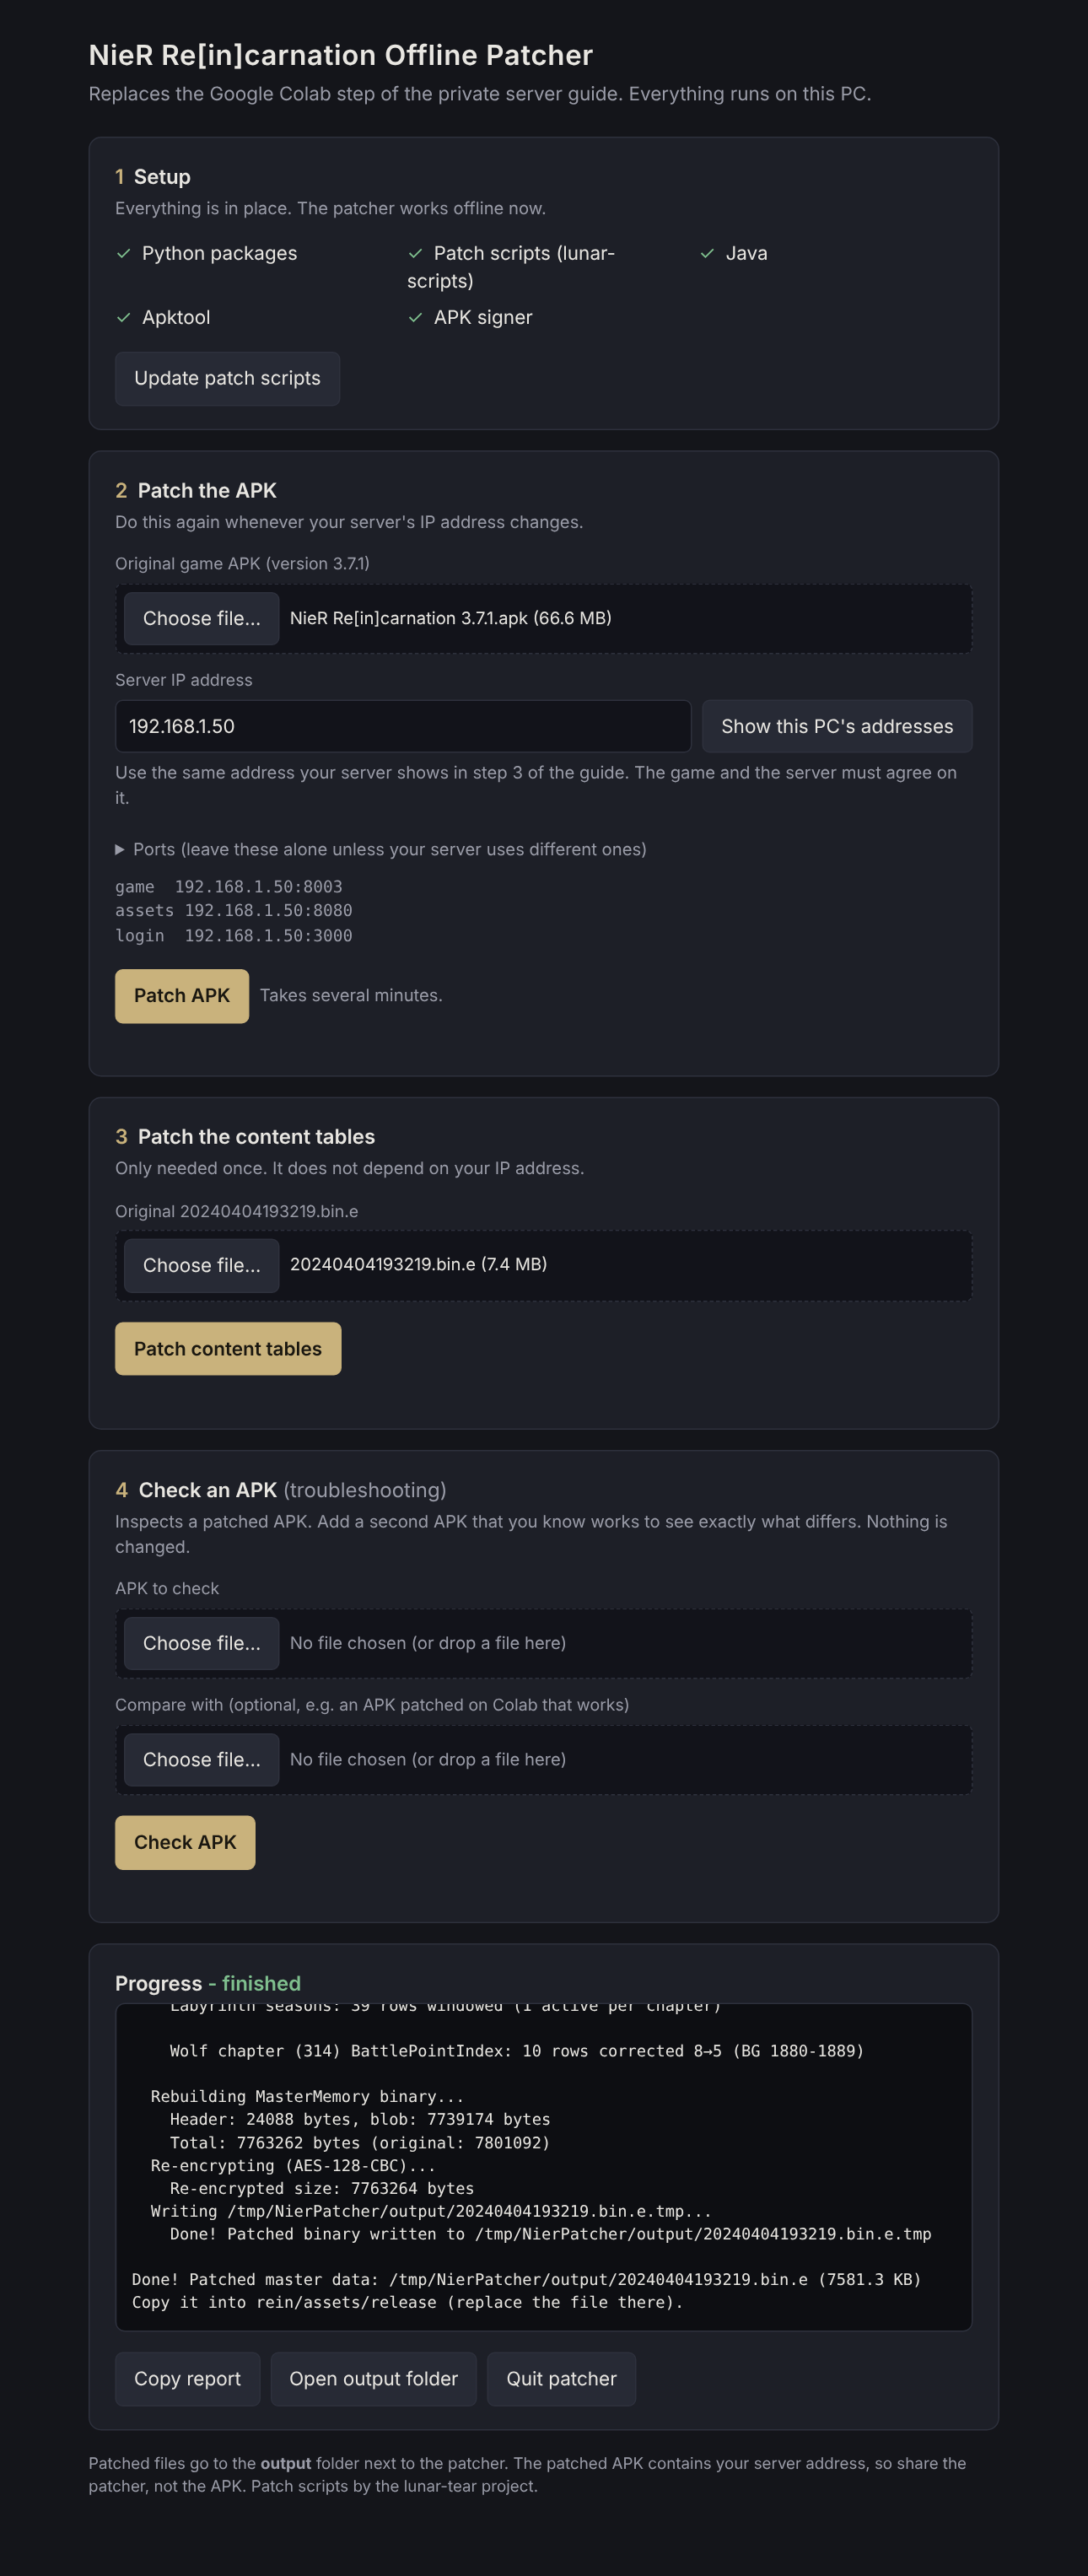 NieR Re[in]carnation Offline Patcher
Replaces the Google Colab step of the private server guide. Everything runs on this PC.
1 Setup
Everything is in place. The patcher works offline now.
✓ Python packages
✓ Patch scripts (lunar-
scripts)
✓ Java
✓ Apktool
✓ APK signer
Update patch scripts
2 Patch the APK
Do this again whenever your server's IP address changes.
Original game APK (version 3.7.1)
Choose file... NieR Re[in]carnation 3.7.1.apk (66.6 MB)
Server IP address
192.168.1.50
Show this PC's addresses
Use the same address your server shows in step 3 of the guide. The game and the server must agree on
it.
▶ Ports (leave these alone unless your server uses different ones)
game 192.168.1.50:8003
assets 192.168.1.50:8080
login 192.168.1.50:3000
Patch APK Takes several minutes.
3 Patch the content tables
Only needed once. It does not depend on your IP address.
Original 20240404193219.bin.e
Choose file... 20240404193219.bin.e (7.4 MB)
Patch content tables
4 Check an APK (troubleshooting)
Inspects a patched APK. Add a second APK that you know works to see exactly what differs. Nothing is
changed.
APK to check
Choose file... No file chosen (or drop a file here)
Compare with (optional, e.g. an APK patched on Colab that works)
Choose file... No file chosen (or drop a file here)
Check APK
Progress - finished
Labyrinth seasons: 39 rows windowed (1 active per chapter)
Wolf chapter (314) BattlePointIndex: 10 rows corrected 8→5 (BG 1880-1889)
Rebuilding MasterMemory binary...
Header: 24088 bytes, blob: 7739174 bytes
Total: 7763262 bytes (original: 7801092)
Re-encrypting (AES-128-CBC)...
Re-encrypted size: 7763264 bytes
Writing /tmp/NierPatcher/output/20240404193219.bin.e.tmp...
Done! Patched binary written to /tmp/NierPatcher/output/20240404193219.bin.e.tmp
Done! Patched master data: /tmp/NierPatcher/output/20240404193219.bin.e (7581.3 KB)
Copy it into rein/assets/release (replace the file there).
Copy report
Open output folder
Quit patcher
Patched files go to the output folder next to the patcher. The patched APK contains your server address, so share the
patcher, not the APK. Patch scripts by the lunar-tear project.